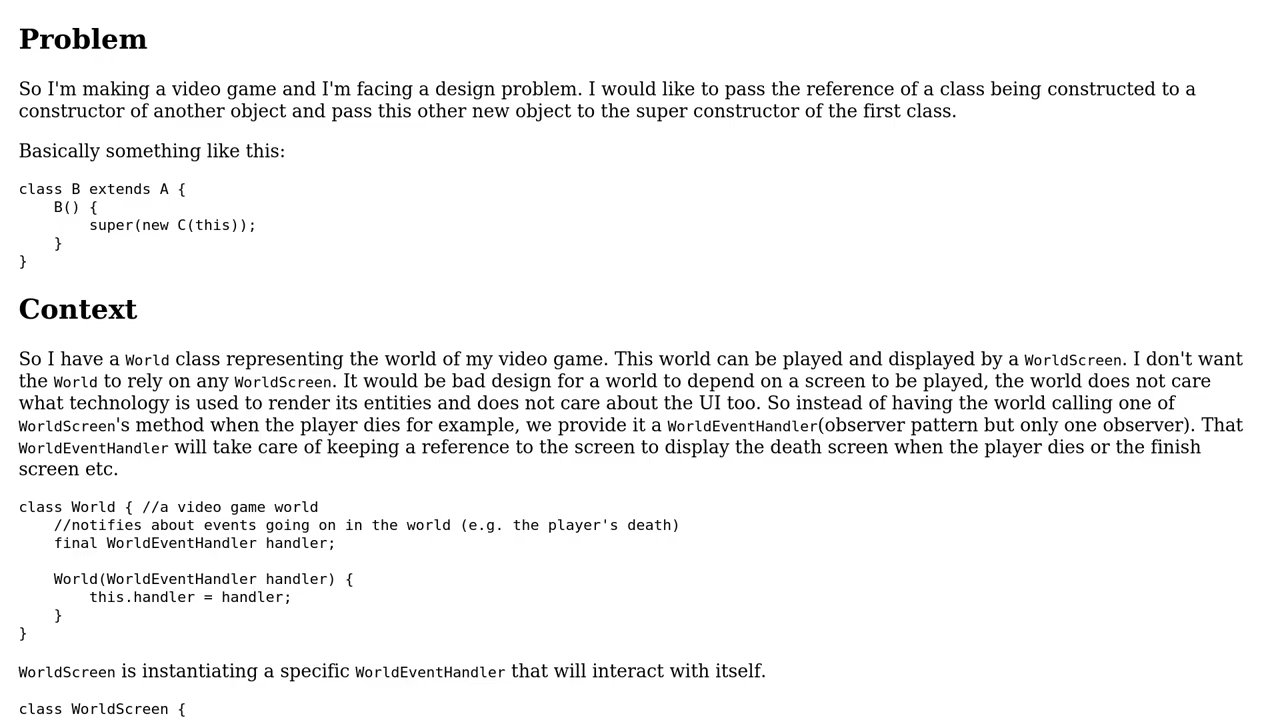 Problem
So I'm making a video game and I'm facing a design problem. I would like to pass the reference of a class being constructed to a
constructor of another object and pass this other new object to the super constructor of the first class.
Basically something like this:
class B extends A {
    B() {
        super(new C(this));
    }
}
Context
So I have a World class representing the world of my video game. This world can be played and displayed by a WorldScreen. I don't want
the World to rely on any WorldScreen. It would be bad design for a world to depend on a screen to be played, the world does not care
what technology is used to render its entities and does not care about the UI too. So instead of having the world calling one of
WorldScreen's method when the player dies for example, we provide it a WorldEventHandler(observer pattern but only one observer). That
WorldEventHandler will take care of keeping a reference to the screen to display the death screen when the player dies or the finish
screen etc.
class World { //a video game world
    //notifies about events going on in the world (e.g. the player's death)
    final WorldEventHandler handler;
    World(WorldEventHandler handler) {
        this.handler = handler;
    }
}
WorldScreen is instantiating a specific WorldEventHandler that will interact with itself.
class WorldScreen {